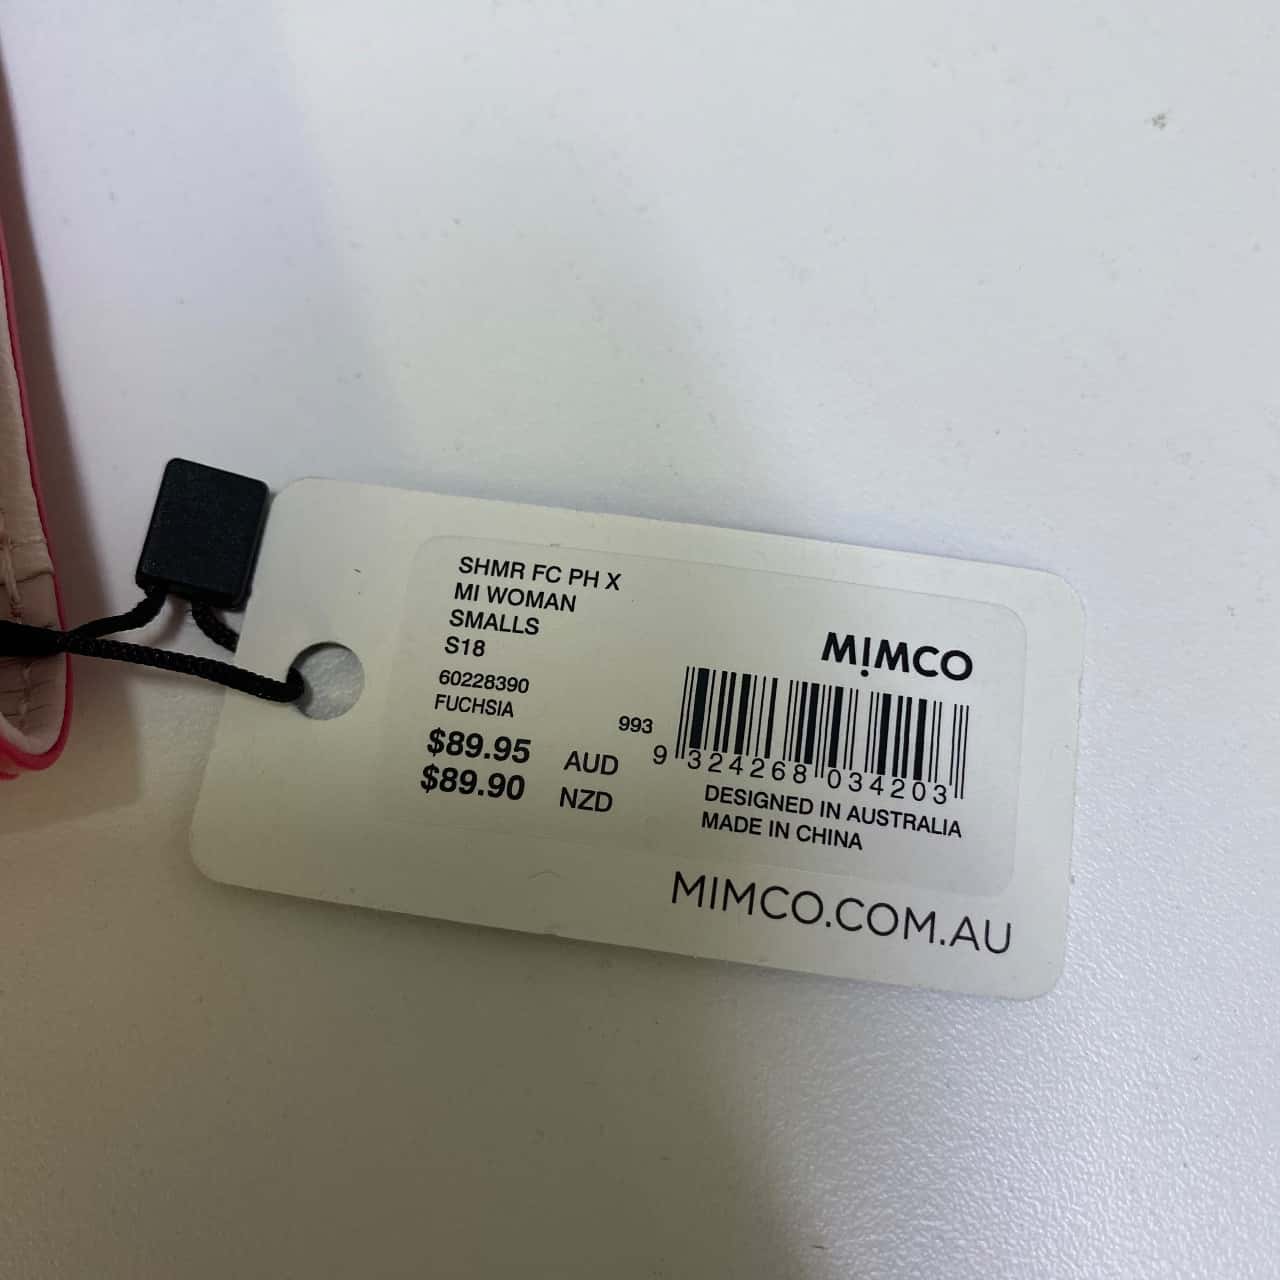 SHMR FC PH X
MI WOMAN
SMALLS
S18
60228390
FUCHSIA
$89.95 AUD
$89.90 NZD
MIMCO
993
9 324268 034203
DESIGNED IN AUSTRALIA
MADE IN CHINA
MIMCO.COM.AU